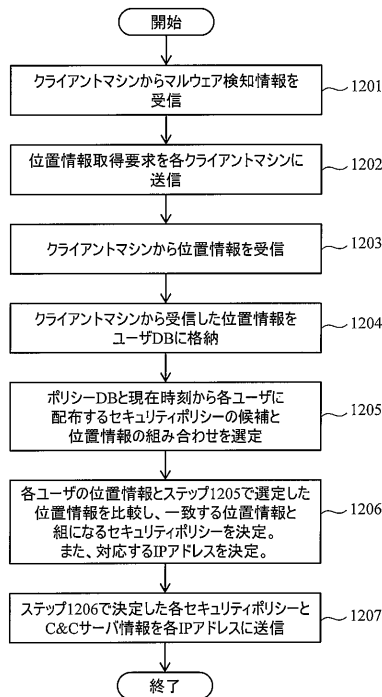 開始
クライアントマシンからマルウェア検知情報を
受信
1201
位置情報取得要求を各クライアントマシンに
送信
1202
クライアントマシンから位置情報を受信
1203
クライアントマシンから受信した位置情報を
ユーザDBに格納
1204
ポリシーDBと現在時刻から各ユーザに
配布するセキュリティポリシーの候補と
位置情報の組み合わせを選定
1205
各ユーザの位置情報とステップ1205で選定した
位置情報を比較し、一致する位置情報と
組になるセキュリティポリシーを決定。
また、対応するIPアドレスを決定。
1206
ステップ1206で決定した各セキュリティポリシーと
C&Cサーバ情報を各IPアドレスに送信
1207
終了